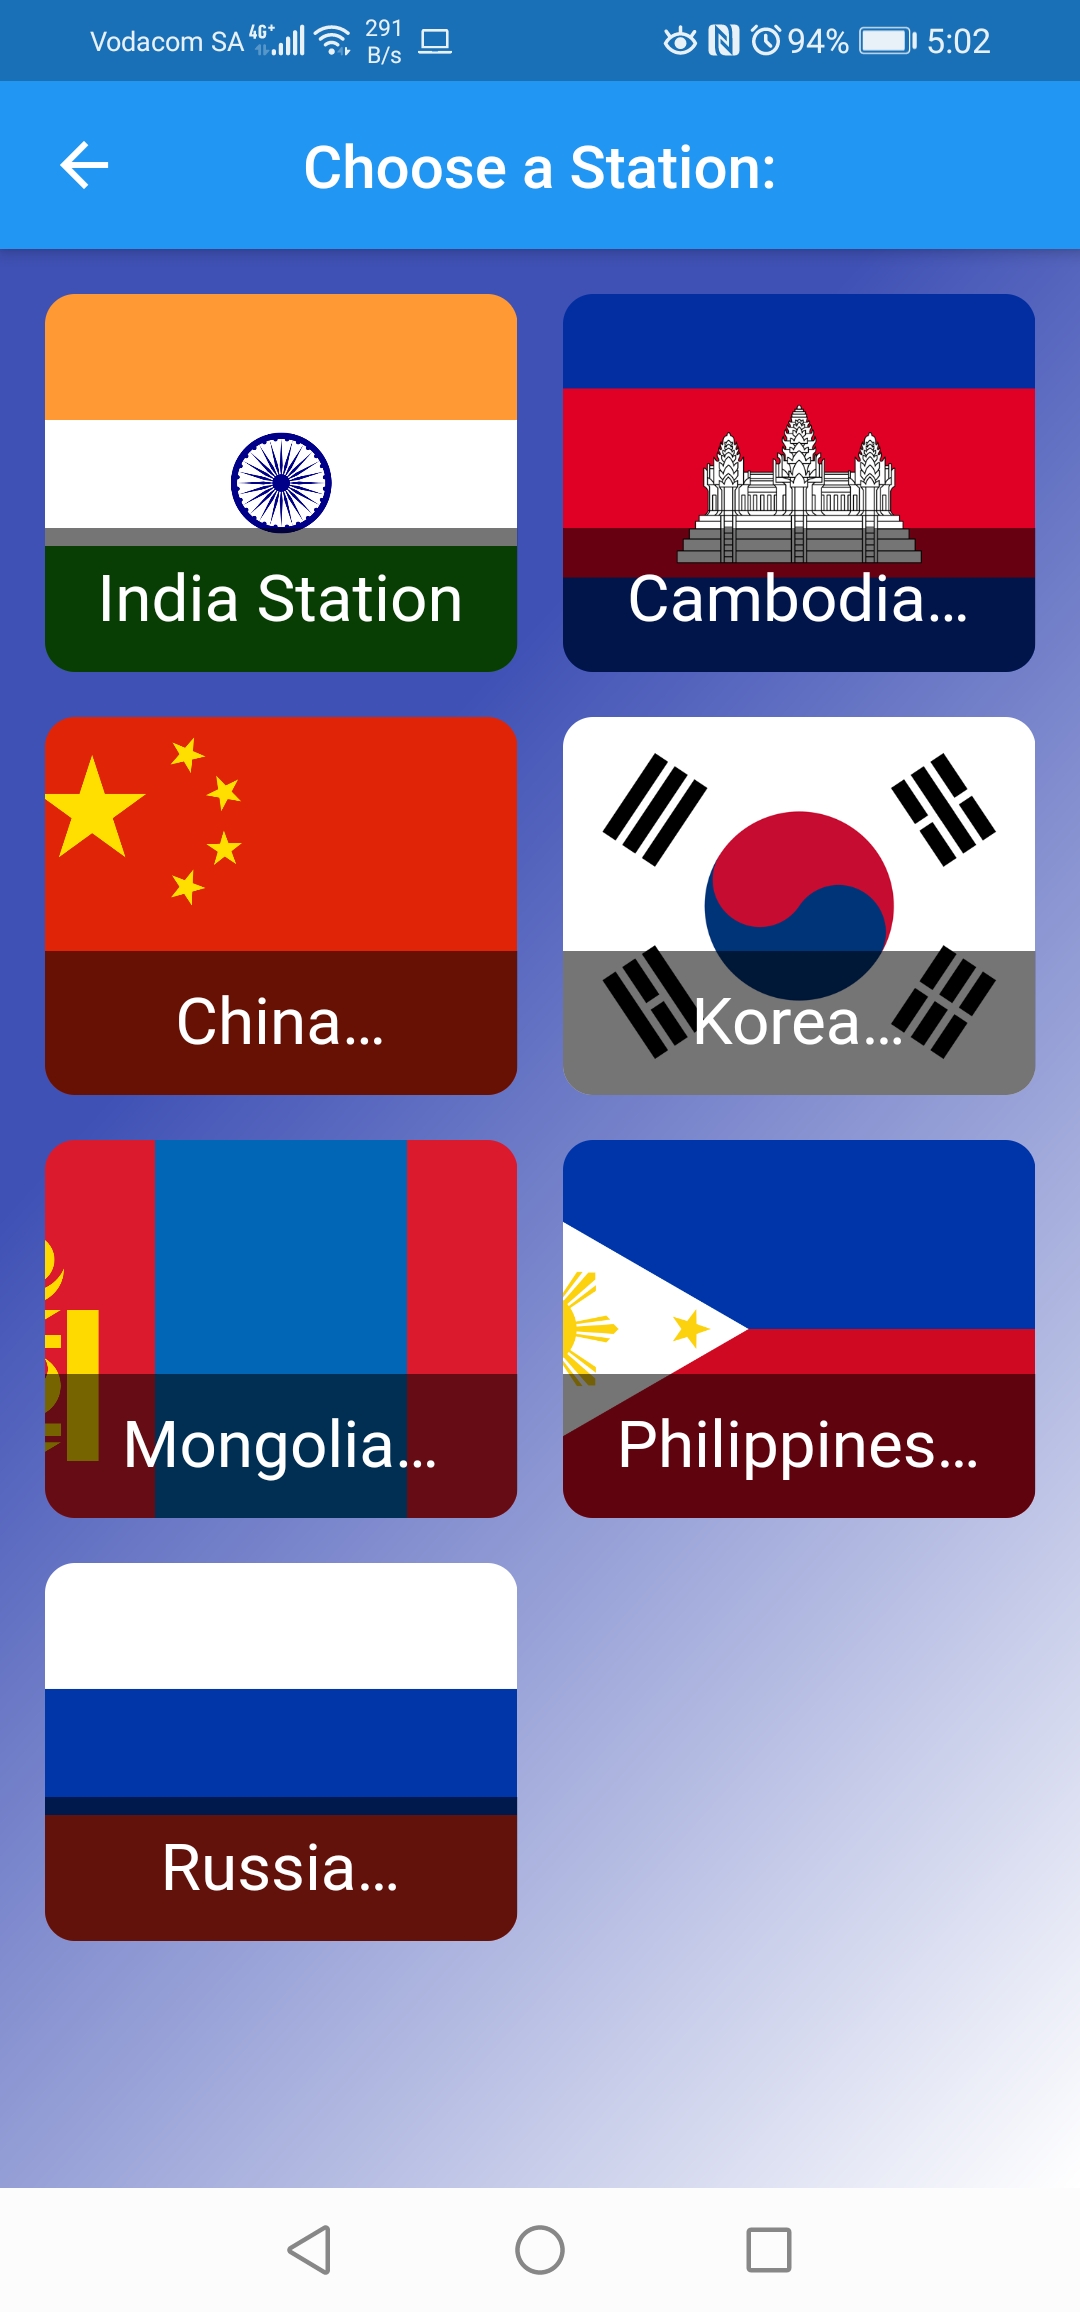 Vodacom SA 4G+ 291 B/s 94% 5:02
Choose a Station:
India Station
Cambodia...
China...
Korea...
Mongolia...
Philippines...
Russia...